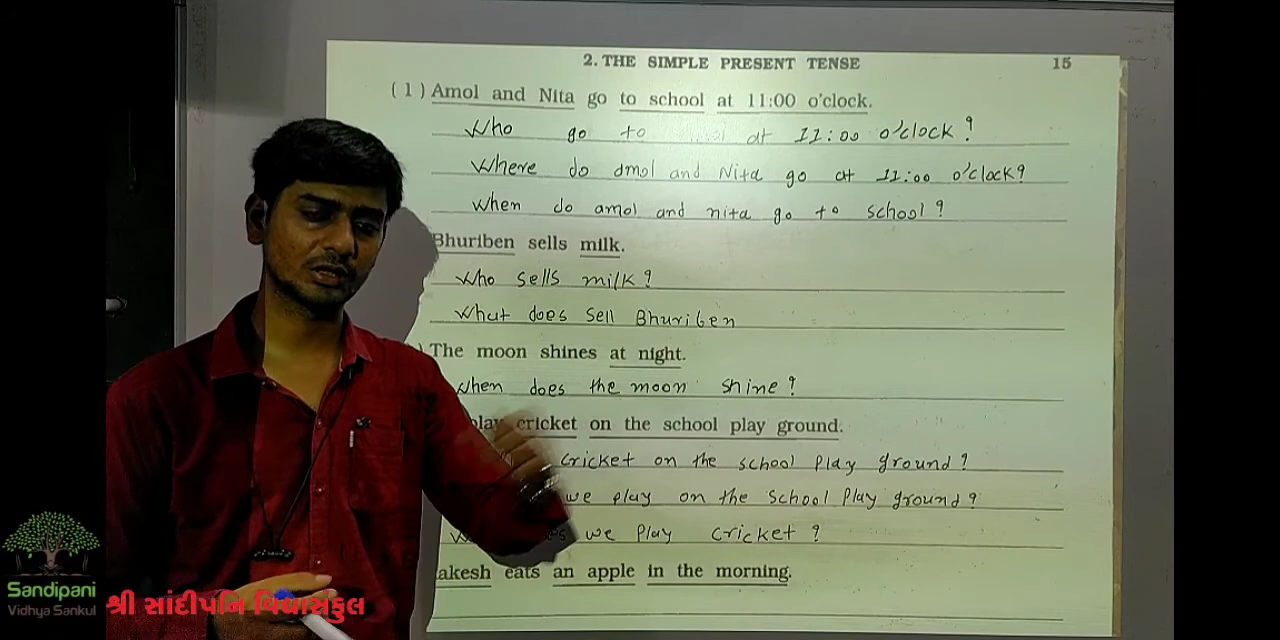 2. THE SIMPLE PRESENT TENSE 15
( 1 ) Amol and Nita go to school at 11:00 o'clock.
Who go to at 11:00 o'clock ?
Where do amol and Nita go at 11:00 o'clock?
When do amol and nita go to school ?
Bhuriben sells milk.
Who sells milk?
What does sell Bhuriben
) The moon shines at night.
When does the moon shine ?
play cricket on the school play ground.
cricket on the school play ground ?
we play on the school play ground ?
we play cricket ?
akesh eats an apple in the morning.
Sandipani
Vidhya Sankul
શ્રી સાંદીપનિ વિદ્યાસંકુલ